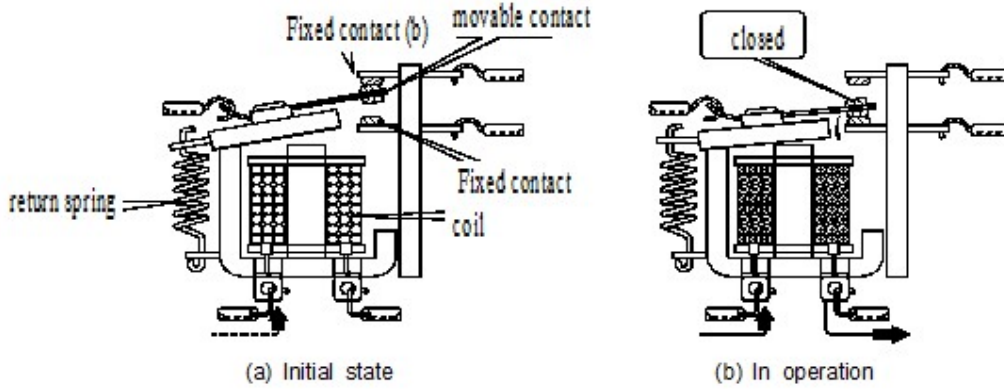 Fixed contact (b)
movable contact
closed
return spring
Fixed contact
coil
(a) Initial state
(b) In operation